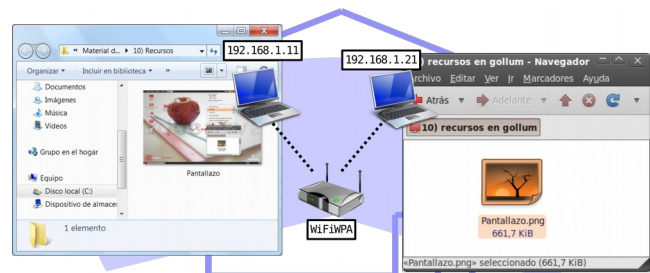 « Material d... ▸ 10) Recursos
Organizar
Incluir en biblioteca
»
Documentos
Imágenes
Música
Vídeos
Grupo en el hogar
Equipo
Disco local (C:)
Dispositivo de almacen
Pantallazo
1 elemento
192.168.1.11
192.168.1.21
WiFiWPA
) recursos en gollum - Navegador
rchivo Editar Ver Ir Marcadores Ayuda
Atrás
Adelante
10) recursos en gollum
Pantallazo.png
661,7 KiB
«Pantallazo.png» seleccionado (661,7 KiB)